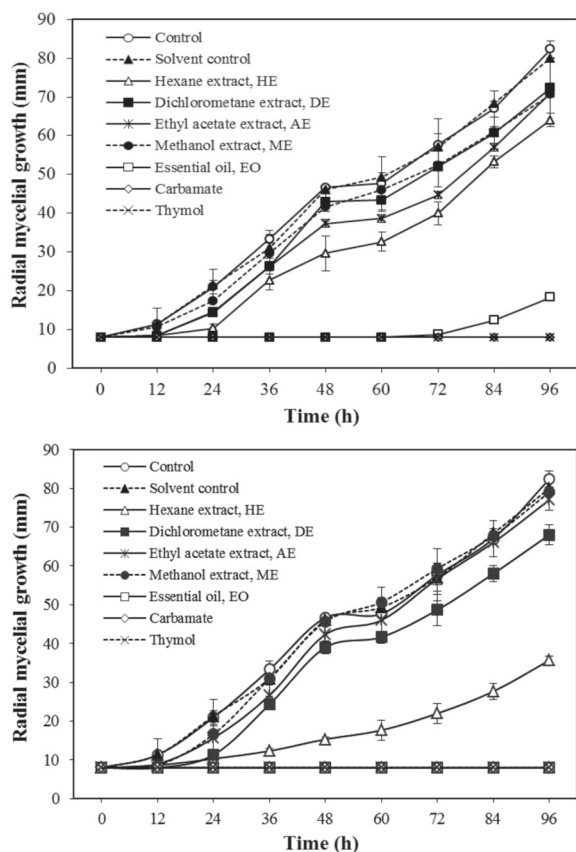 90
80
70
60
50
40
30
20
10
0
Radial mycelial growth (mm)
Control
Solvent control
Hexane extract, HE
Dichlorometane extract, DE
Ethyl acetate extract, AE
Methanol extract, ME
Essential oil, EO
Carbamate
Thymol
0 12 24 36 48 60 72 84 96
Time (h)
90
80
70
60
50
40
30
20
10
0
Radial mycelial growth (mm)
Control
Solvent control
Hexane extract, HE
Dichlorometane extract, DE
Ethyl acetate extract, AE
Methanol extract, ME
Essential oil, EO
Carbamate
Thymol
0 12 24 36 48 60 72 84 96
Time (h)